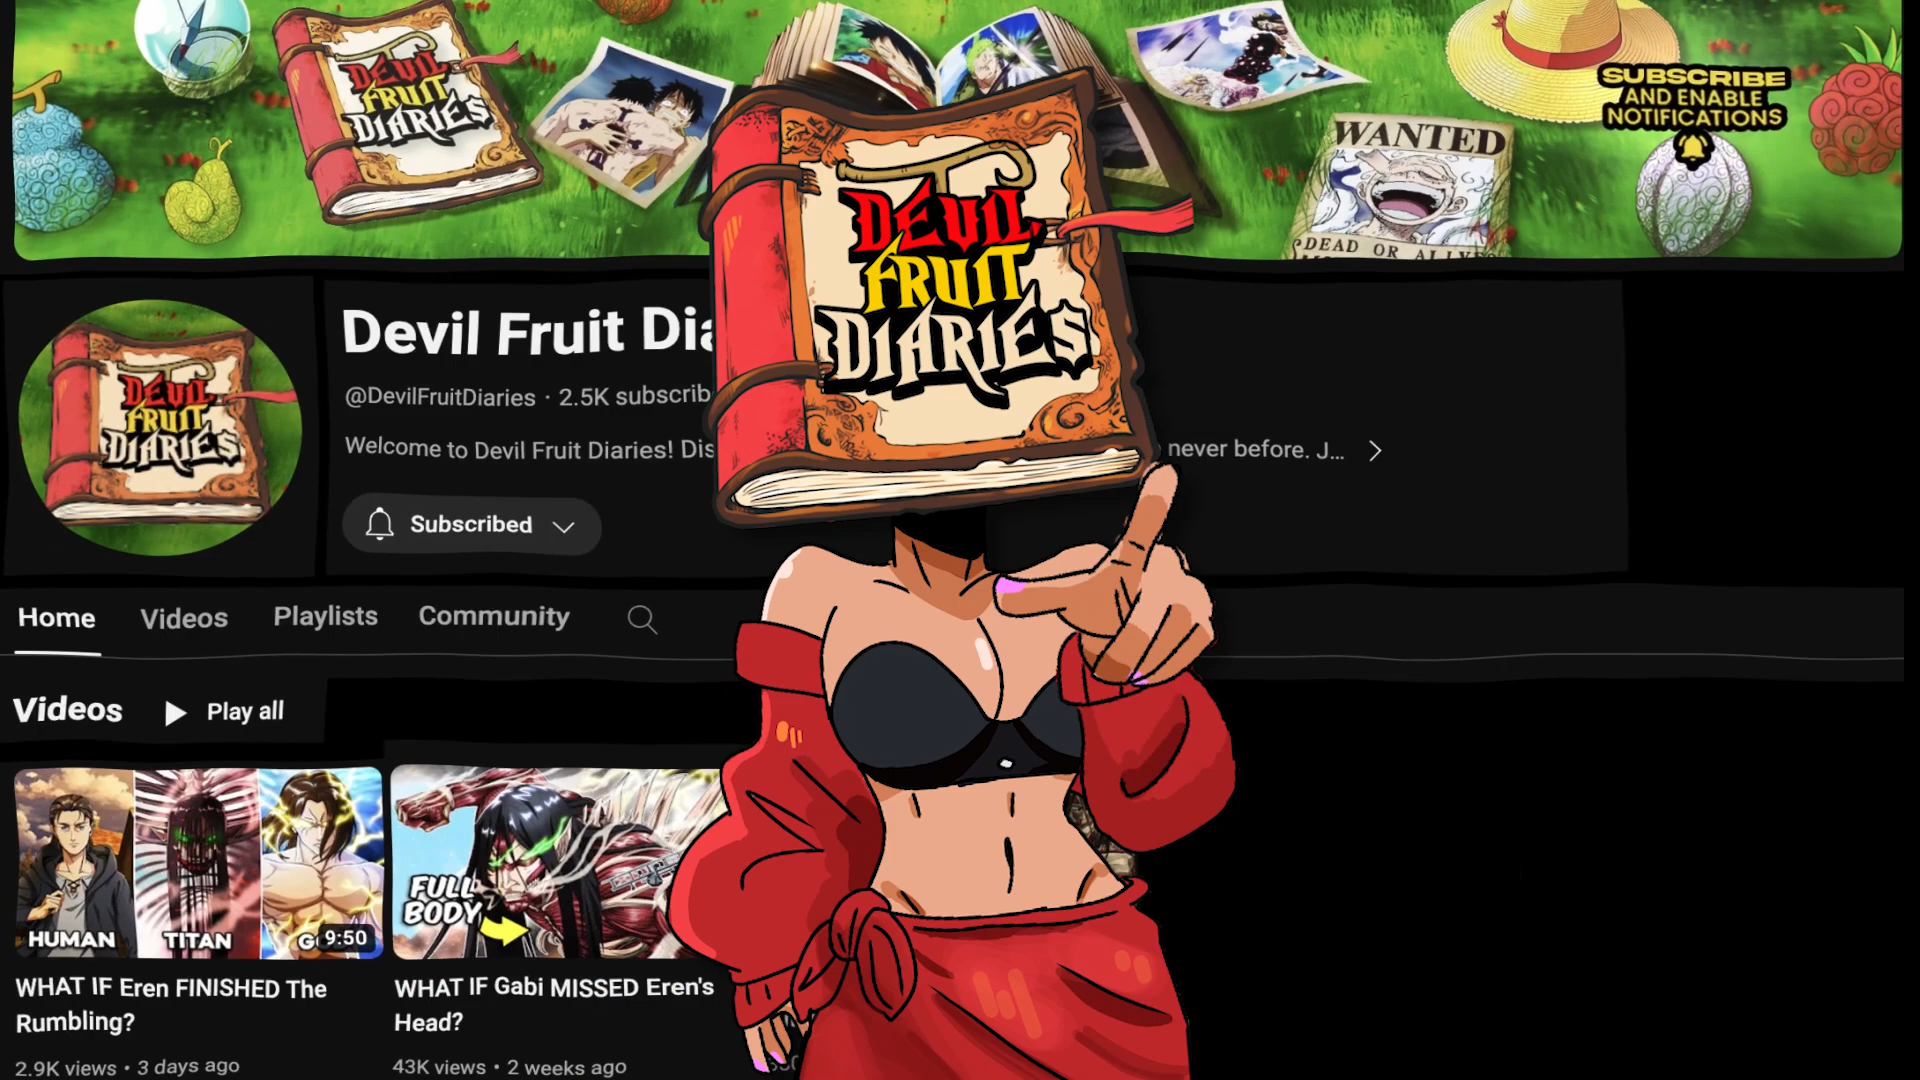 DEVIL
FRUIT
DIARIES
SUBSCRIBE
AND ENABLE
NOTIFICATIONS
WANTED
DEAD OR ALIVE
DEVIL
FRUIT
DIARIES
DEVIL
FRUIT
DIARIES
Devil Fruit Dia
@DevilFruitDiaries · 2.5K subscrib
Welcome to Devil Fruit Diaries! Dis
never before. J...
Subscribed
Home Videos Playlists Community
Videos Play all
HUMAN TITAN G 9:50
FULL
BODY
WHAT IF Eren FINISHED The
Rumbling?
2.9K views • 3 days ago
WHAT IF Gabi MISSED Eren's
Head?
43K views • 2 weeks ago